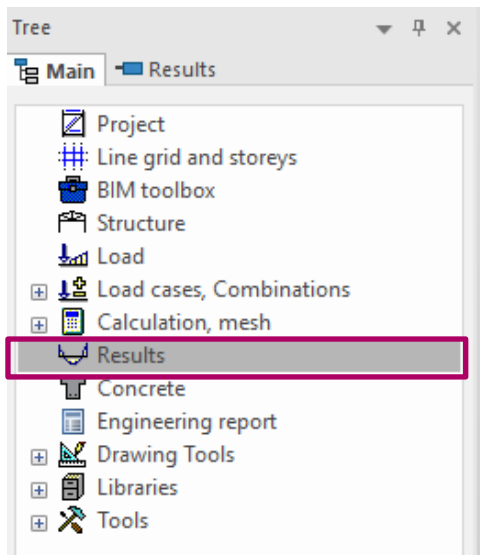 Tree
Main Results
Project
Line grid and storeys
BIM toolbox
Structure
Load
Load cases, Combinations
Calculation, mesh
Results
Concrete
Engineering report
Drawing Tools
Libraries
Tools